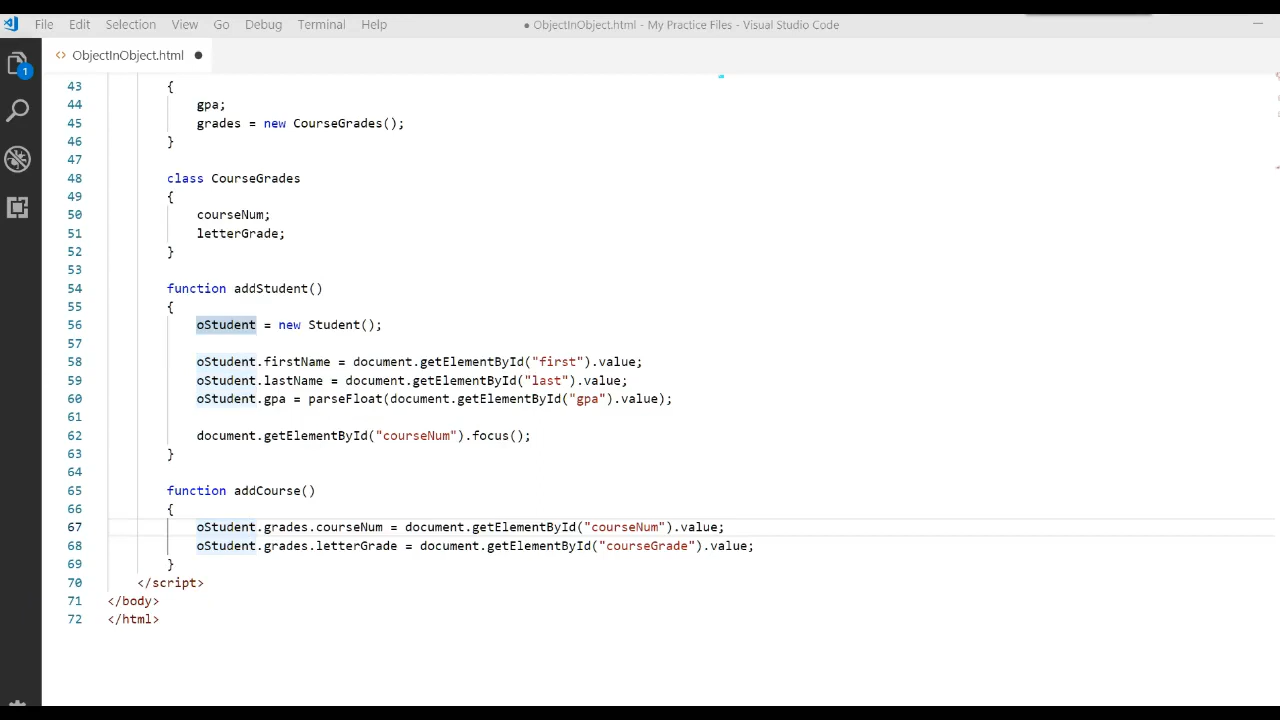 File Edit Selection View Go Debug Terminal Help ● ObjectInObject.html - My Practice Files - Visual Studio Code
<> ObjectInObject.html ●
1
43 {
44 gpa;
45 grades = new CourseGrades();
46 }
47
48 class CourseGrades
49 {
50 courseNum;
51 letterGrade;
52 }
53
54 function addStudent()
55 {
56 oStudent = new Student();
57
58 oStudent.firstName = document.getElementById("first").value;
59 oStudent.lastName = document.getElementById("last").value;
60 oStudent.gpa = parseFloat(document.getElementById("gpa").value);
61
62 document.getElementById("courseNum").focus();
63 }
64
65 function addCourse()
66 {
67 oStudent.grades.courseNum = document.getElementById("courseNum").value;
68 oStudent.grades.letterGrade = document.getElementById("courseGrade").value;
69 }
70 </script>
71 </body>
72 </html>